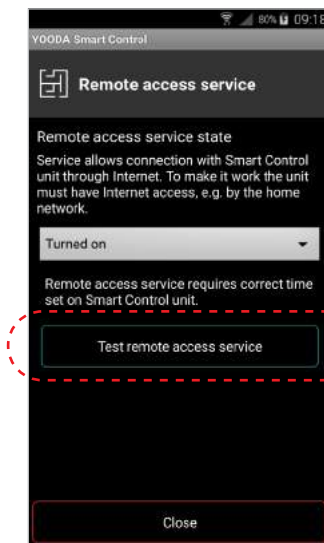 80% 09:18
YOODA Smart Control
Remote access service
Remote access service state
Service allows connection with Smart Control
unit through Internet. To make it work the unit
must have Internet access, e.g. by the home
network.
Turned on
Remote access service requires correct time
set on Smart Control unit.
Test remote access service
Close